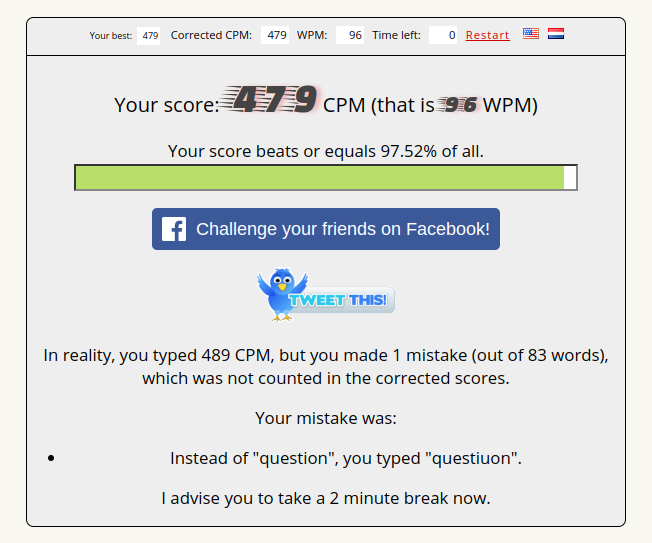 Your best: 479 Corrected CPM: 479 WPM: 96 Time left: 0 Restart
Your score: 479 CPM (that is 96 WPM)
Your score beats or equals 97.52% of all.
Challenge your friends on Facebook!
TWEET THIS!
In reality, you typed 489 CPM, but you made 1 mistake (out of 83 words),
which was not counted in the corrected scores.
Your mistake was:
• Instead of "question", you typed "questiuon".
I advise you to take a 2 minute break now.